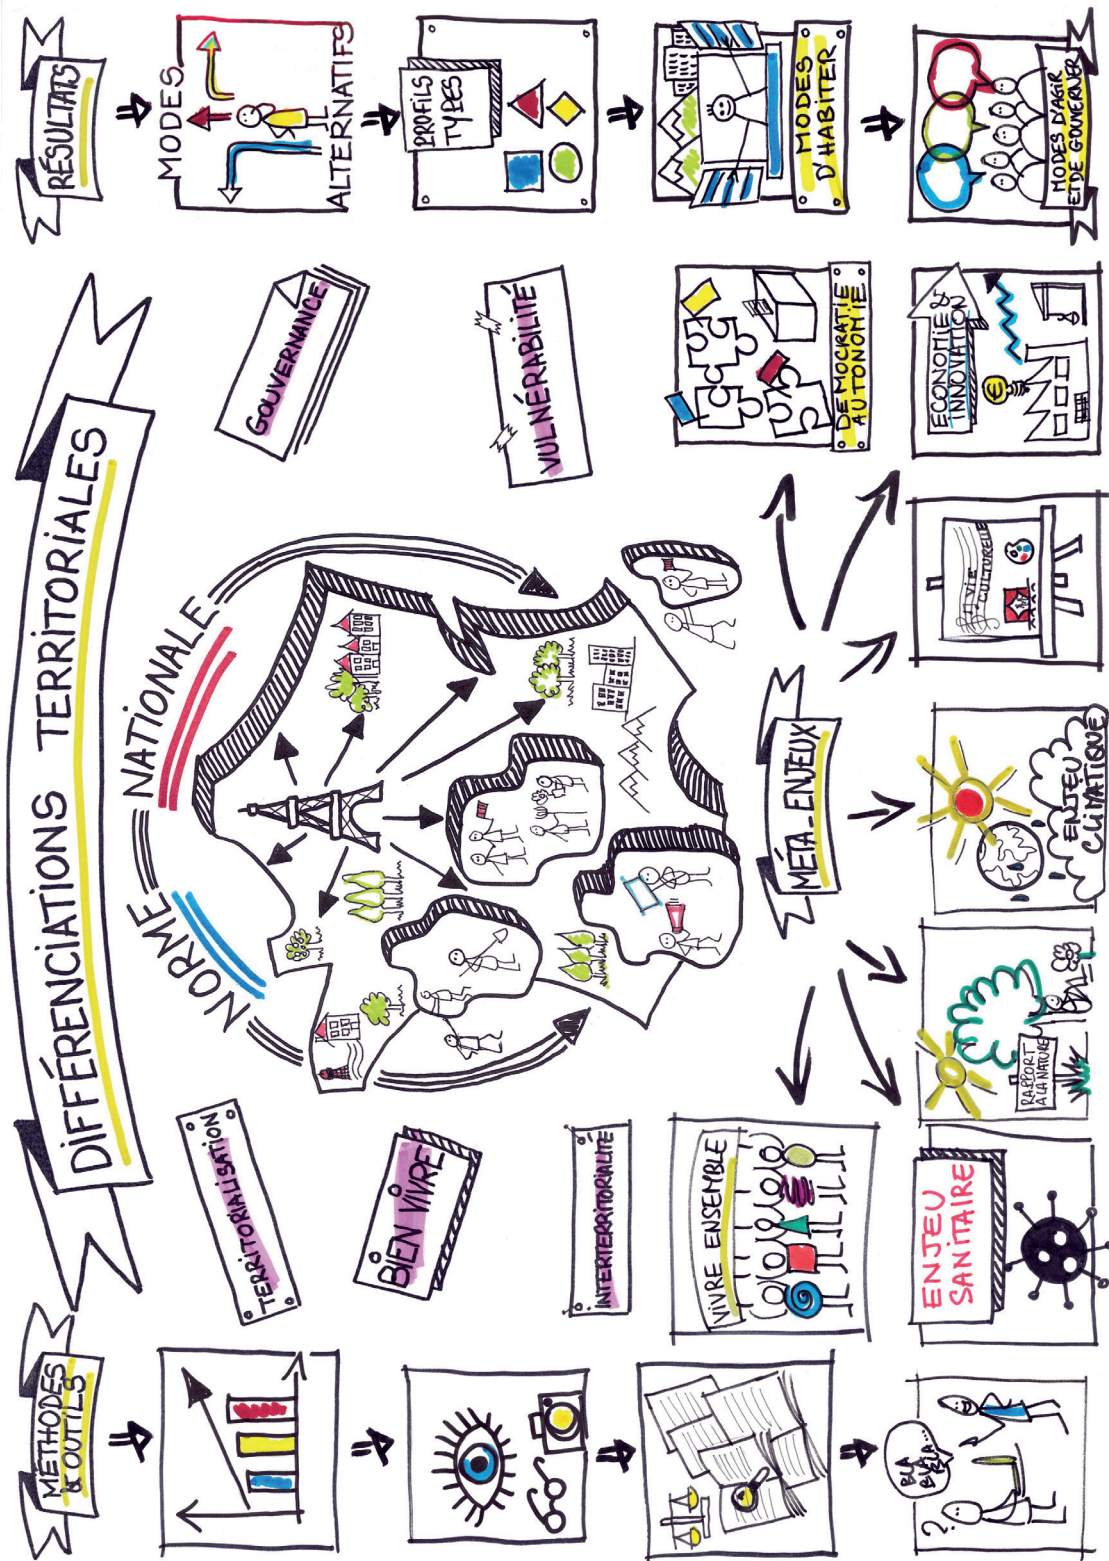 DIFFÉRENCIATIONS TERRITORIALES
MÉTHODES
& OUTILS
BLA
BLA
BLA...
?
NORME NATIONALE
TERRITORIALISATION
BIEN VIVRE
INTERTERRITORIALITÉ
GOUVERNANCE
VULNÉRABILITÉ
MÉTA_ENJEUX
VIVRE ENSEMBLE
ENJEU
SANITAIRE
RAPPORT
À LA NATURE
ENJEU
CLIMATIQUE
VIE
CULTURELLE
ÉCONOMIE &
INNOVATION
€
DEMOCRATIE
AUTONOMIE
RÉSULTATS
MODES
ALTERNATIFS
PROFILS
TYPES
MODES
D'HABITER
MODES D'AGIR
ET DE GOUVERNER